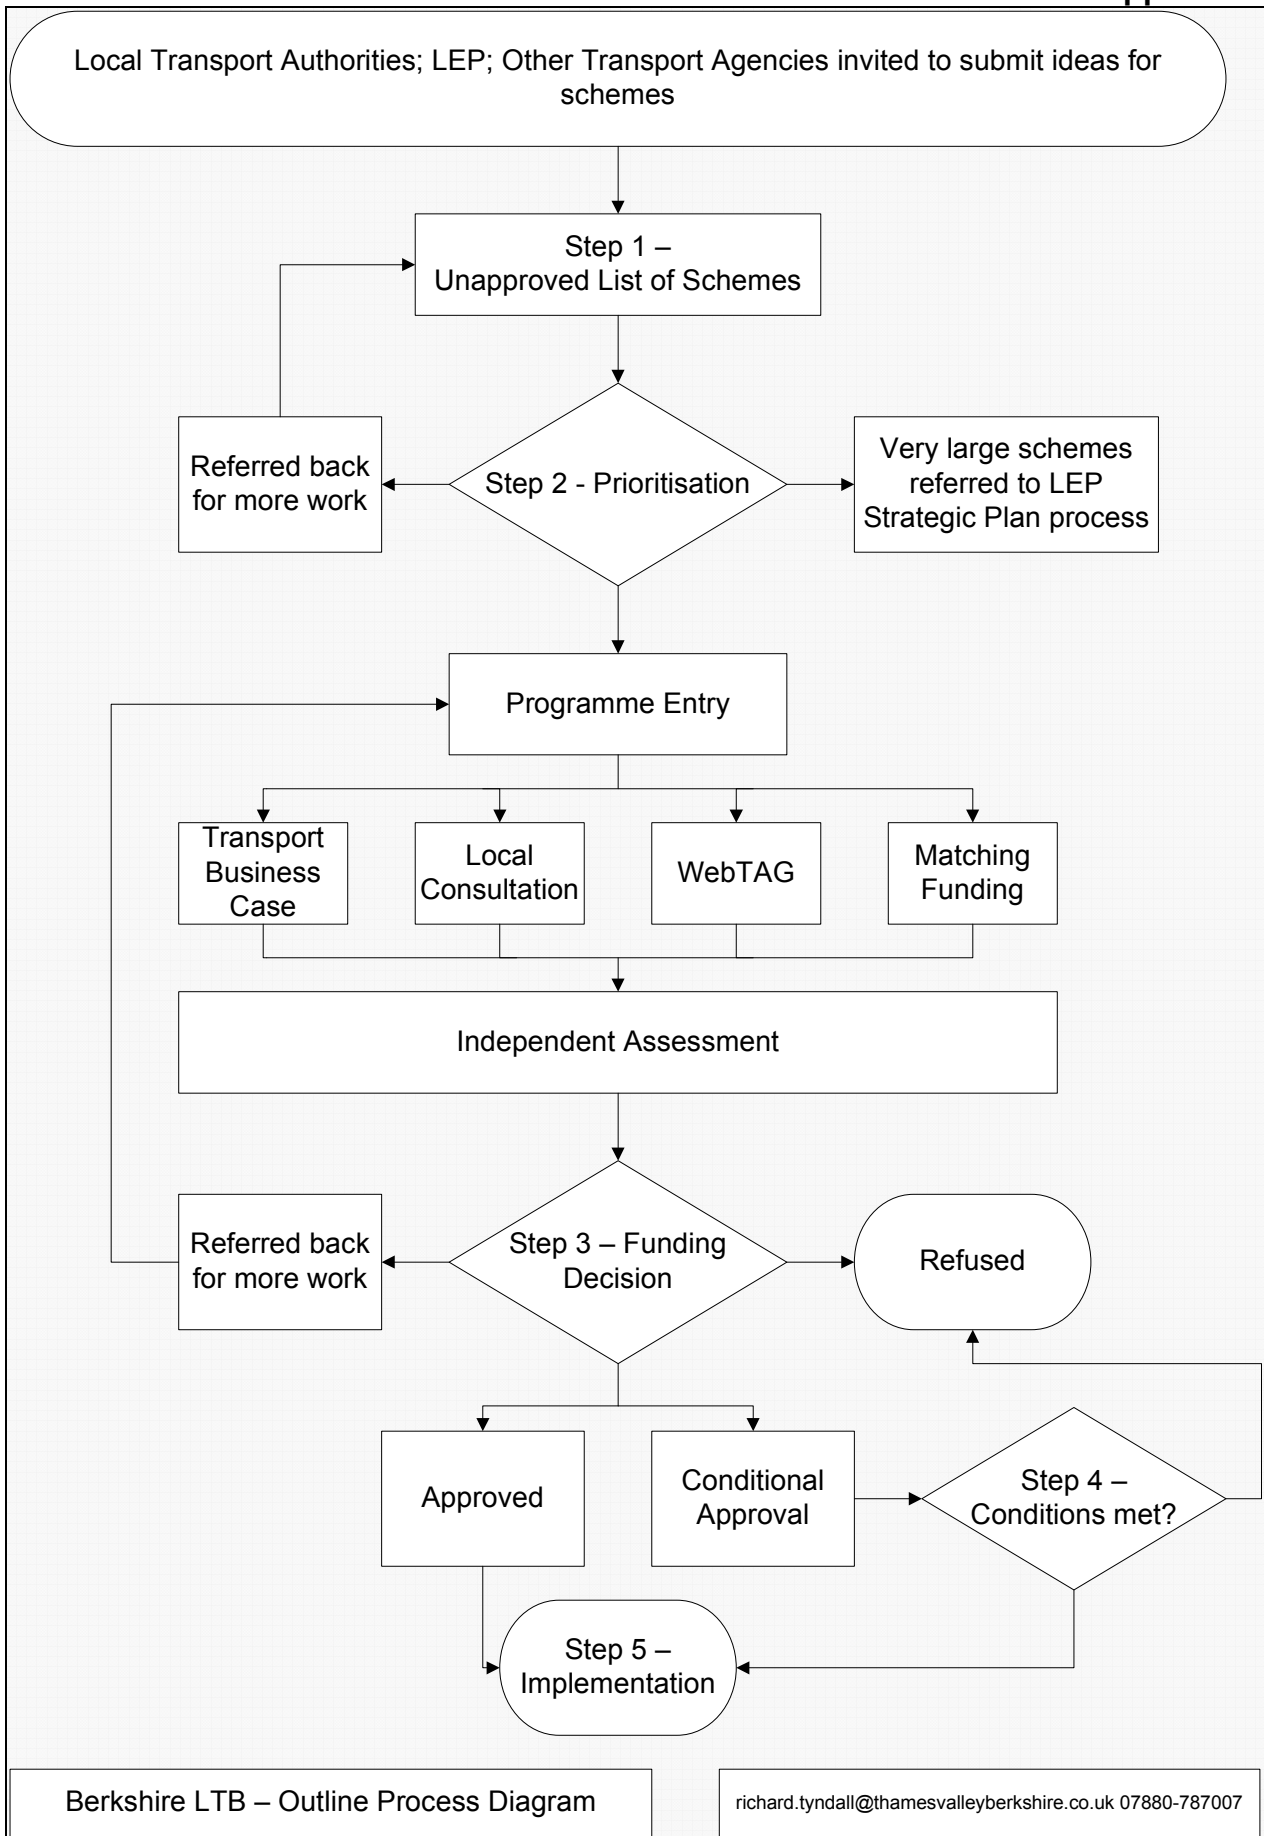 Local Transport Authorities; LEP; Other Transport Agencies invited to submit ideas for
schemes
Step 1 –
Unapproved List of Schemes
Referred back
for more work
Step 2 - Prioritisation
Very large schemes
referred to LEP
Strategic Plan process
Programme Entry
Transport
Business
Case
Local
Consultation
WebTAG
Matching
Funding
Independent Assessment
Referred back
for more work
Step 3 – Funding
Decision
Refused
Approved
Conditional
Approval
Step 4 –
Conditions met?
Step 5 –
Implementation
Berkshire LTB – Outline Process Diagram
richard.tyndall@thamesvalleyberkshire.co.uk 07880-787007